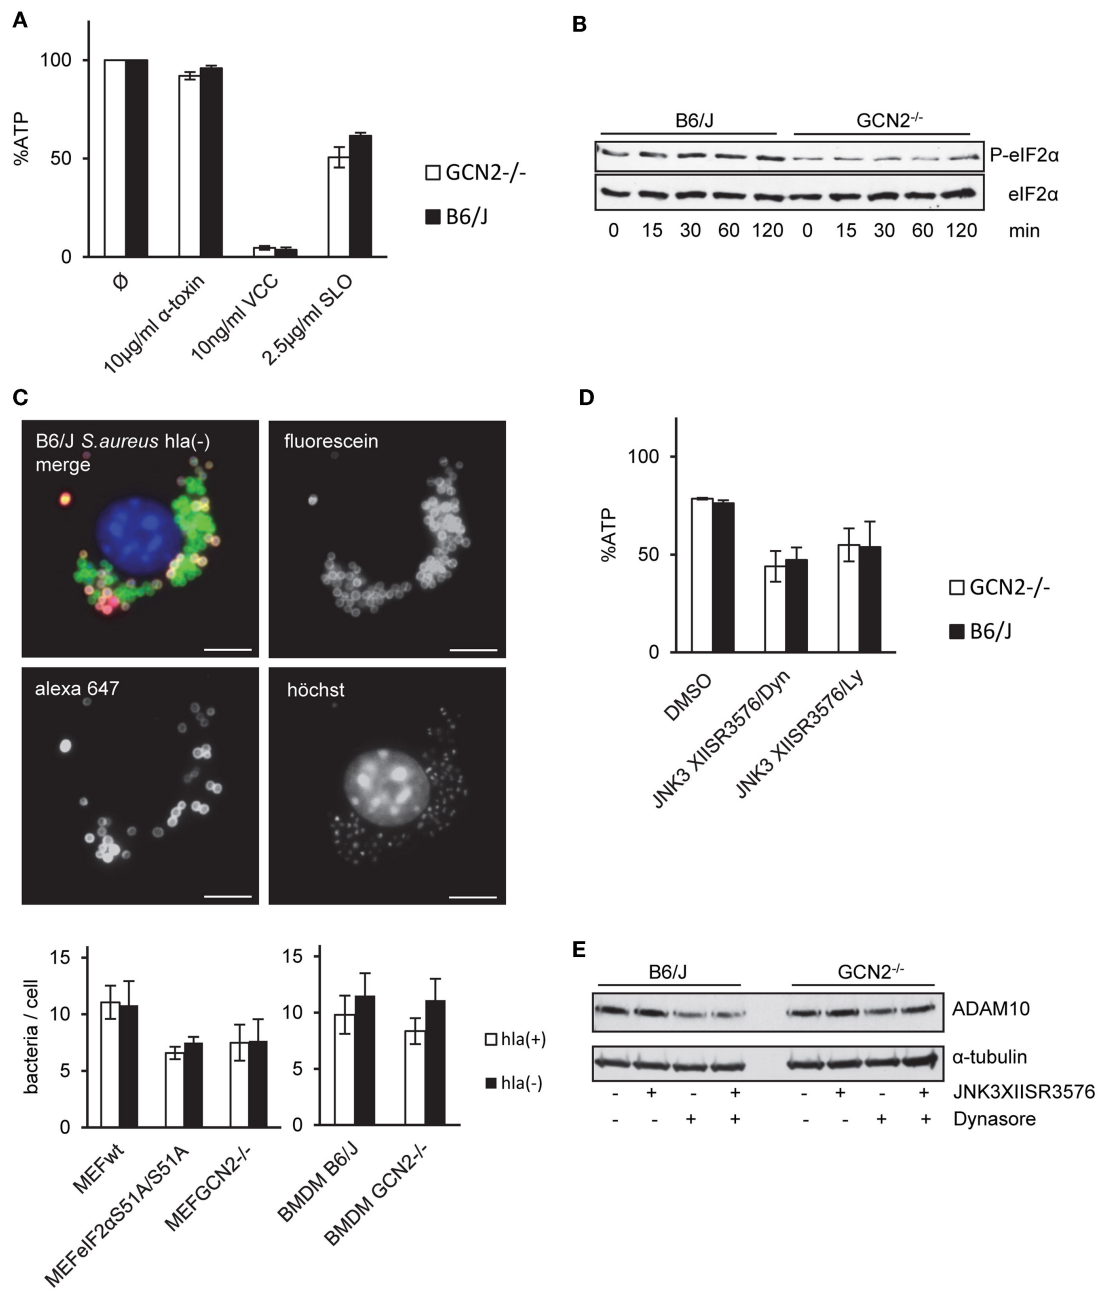 A
100
50
0
%ATP
GCN2-/-
B6/J
Ø
10µg/ml α-toxin
10ng/ml VCC
2.5µg/ml SLO
B
B6/J GCN2-/-
P-eIF2α
eIF2α
0 15 30 60 120 0 15 30 60 120 min
C
B6/J S.aureus hla(-)
merge
fluorescein
alexa 647
höchst
15
10
5
0
bacteria / cell
MEFwt
MEFeIF2αS51A/S51A
MEFGCN2-/-
15
10
5
0
BMDM B6/J
BMDM GCN2-/-
hla(+)
hla(-)
D
100
50
0
%ATP
GCN2-/-
B6/J
DMSO
JNK3 XIISR3576/Dyn
JNK3 XIISR3576/Ly
E
B6/J GCN2-/-
ADAM10
α-tubulin
- + - + - + - + JNK3XIISR3576
- - + + - - + + Dynasore